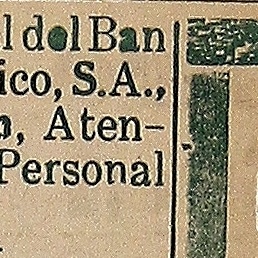 l del Ban
ico, S.A.,
, Aten-
Personal